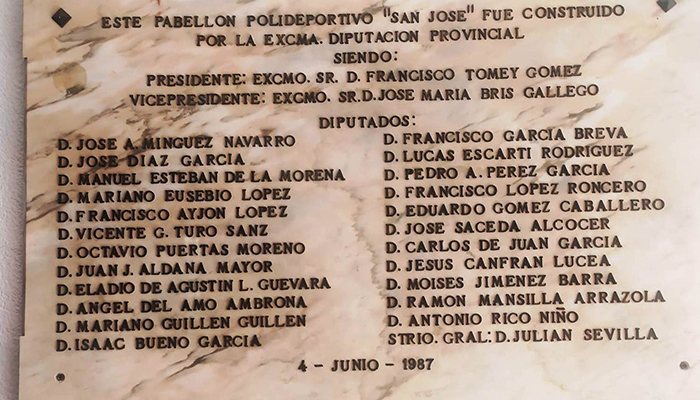 ESTE PABELLON POLIDEPORTIVO "SAN JOSE" FUE CONSTRUIDO
POR LA EXCMA. DIPUTACION PROVINCIAL
SIENDO:
PRESIDENTE: EXCMO. SR. D. FRANCISCO TOMEY GOMEZ
VICEPRESIDENTE: EXCMO. SR.D.JOSE MARIA BRIS GALLEGO
DIPUTADOS:
D. JOSE A. MINGUEZ NAVARRO
D. JOSE DIAZ GARCIA
D. MANUEL ESTEBAN DE LA MORENA
D. MARIANO EUSEBIO LOPEZ
D. FRANCISCO AYJON LOPEZ
D. VICENTE G. TURO SANZ
D. OCTAVIO PUERTAS MORENO
D. JUAN J. ALDANA MAYOR
D. ELADIO DE AGUSTIN L. GUEVARA
D. ANGEL DEL AMO AMBRONA
D. MARIANO GUILLEN GUILLEN
D. ISAAC BUENO GARCIA
D. FRANCISCO GARCIA BREVA
D. LUCAS ESCARTI RODRIGUEZ
D. PEDRO A. PEREZ GARCIA
D. FRANCISCO LOPEZ RONCERO
D. EDUARDO GOMEZ CABALLERO
D. JOSE SACEDA ALCOCER
D. CARLOS DE JUAN GARCIA
D. JESUS CANFRAN LUCEA
D. MOISES JIMENEZ BARRA
D. RAMON MANSILLA ARRAZOLA
D. ANTONIO RICO NIÑO
STRIO. GRAL: D. JULIAN SEVILLA
4 - JUNIO - 1987